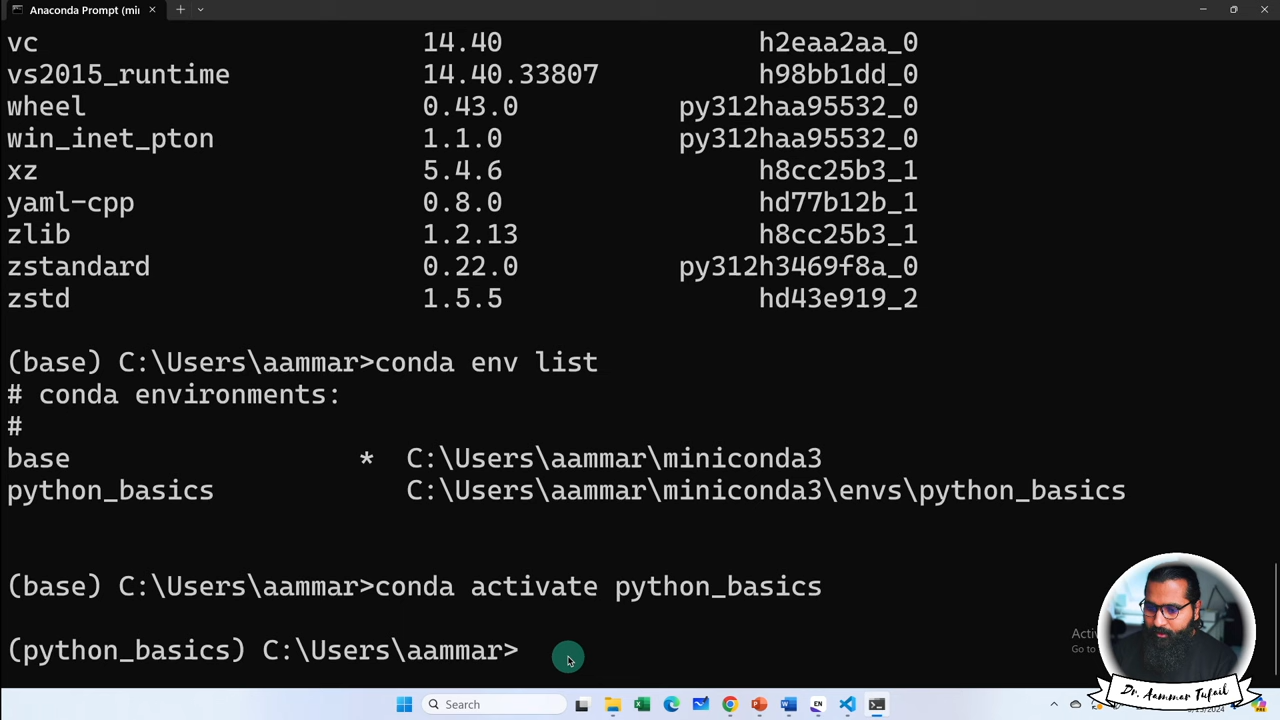 Anaconda Prompt (mi
vc 14.40 h2eaa2aa_0
vs2015_runtime 14.40.33807 h98bb1dd_0
wheel 0.43.0 py312haa95532_0
win_inet_pton 1.1.0 py312haa95532_0
xz 5.4.6 h8cc25b3_1
yaml-cpp 0.8.0 hd77b12b_1
zlib 1.2.13 h8cc25b3_1
zstandard 0.22.0 py312h3469f8a_0
zstd 1.5.5 hd43e919_2
(base) C:\Users\aammar>conda env list
# conda environments:
#
base * C:\Users\aammar\miniconda3
python_basics C:\Users\aammar\miniconda3\envs\python_basics
(base) C:\Users\aammar>conda activate python_basics
(python_basics) C:\Users\aammar>
Activ
Go to
Dr. Aammar Tufail
Search
EN